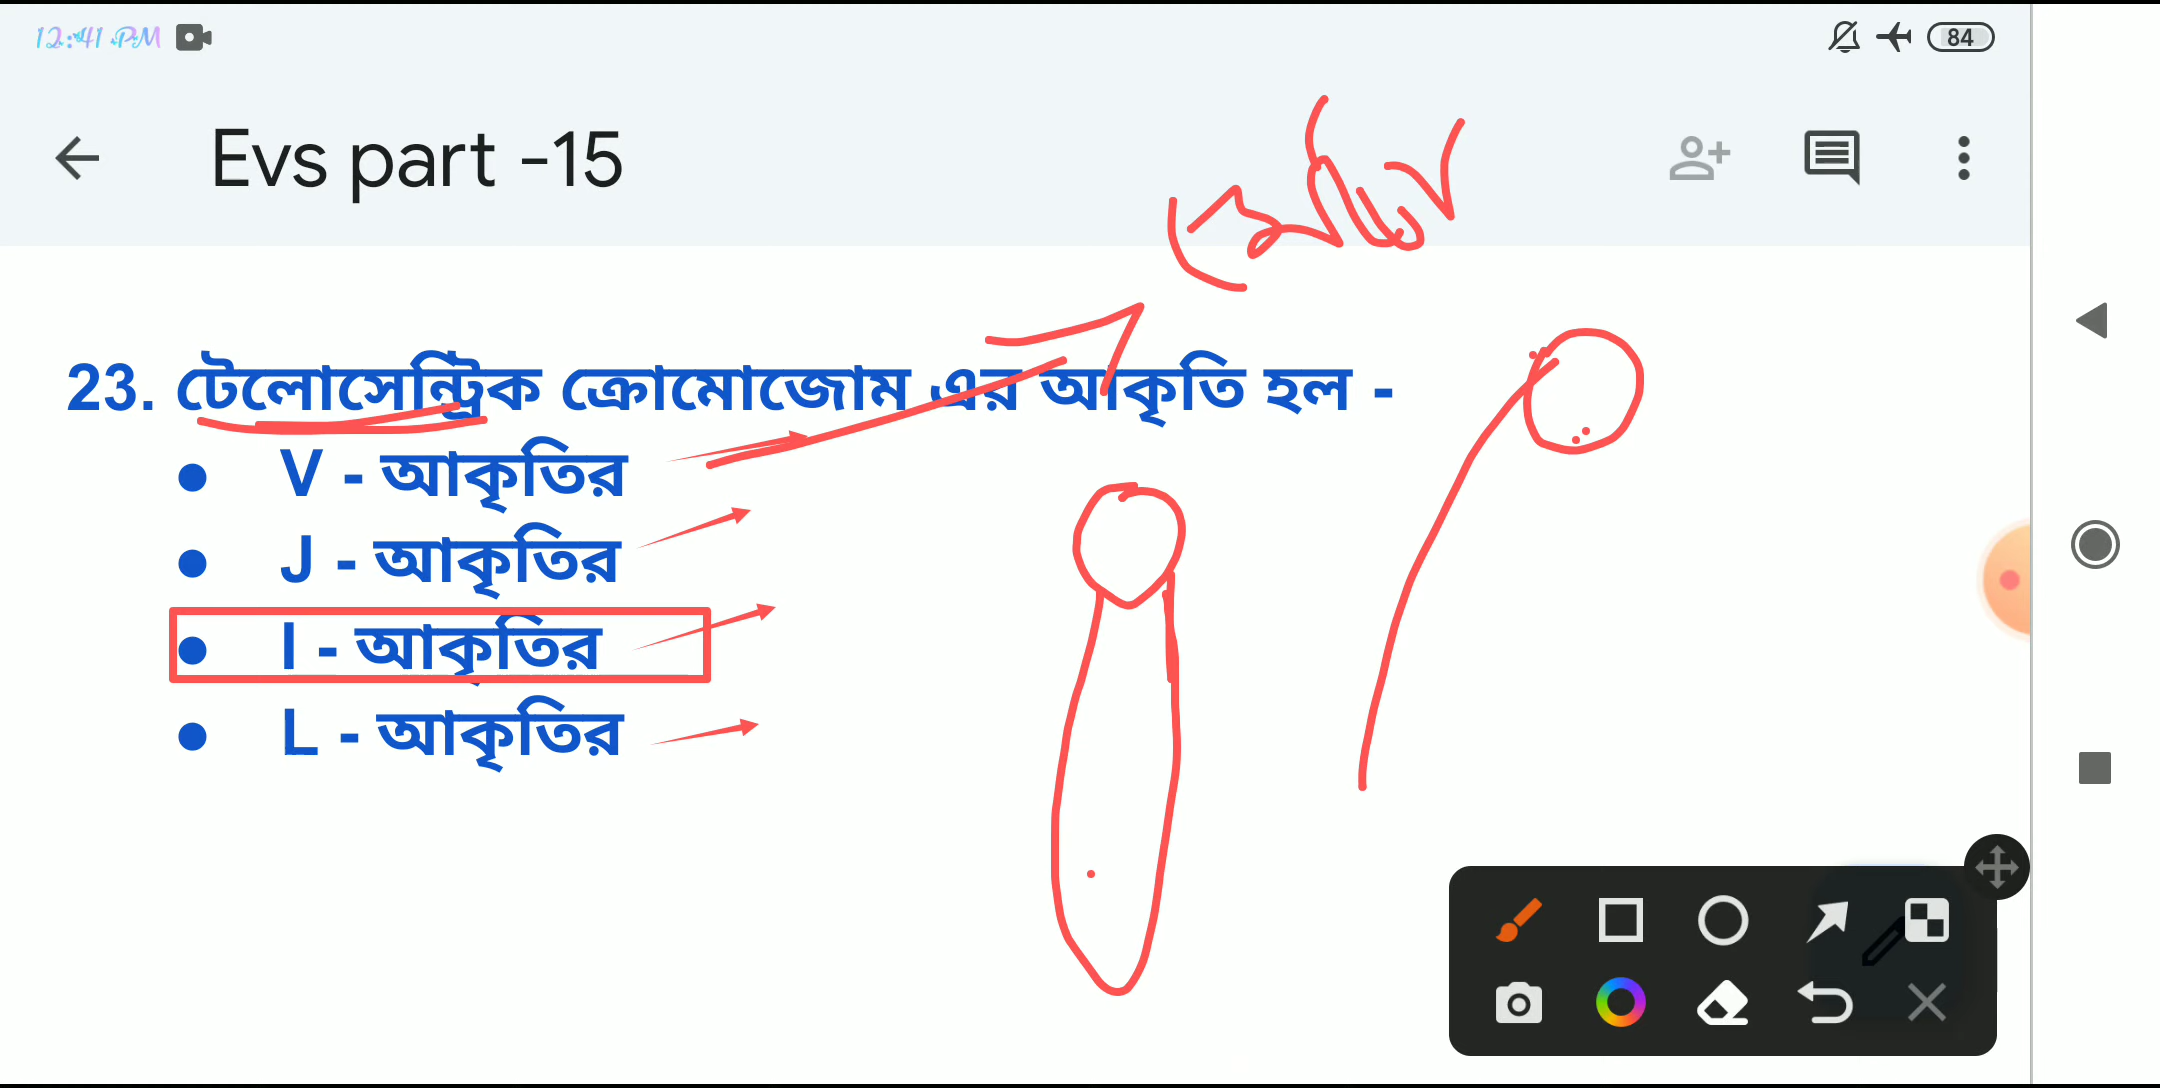 12:41 PM
84
Evs part -15
23. টেলোসেন্ট্রিক ক্রোমোজোম এর আকৃতি হল -
● V - আকৃতির
● J - আকৃতির
● I - আকৃতির
● L - আকৃতির